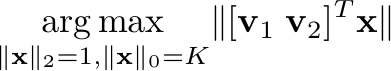 arg max ‖[v₁ v₂]ᵀx‖
‖x‖₂=1,‖x‖₀=K